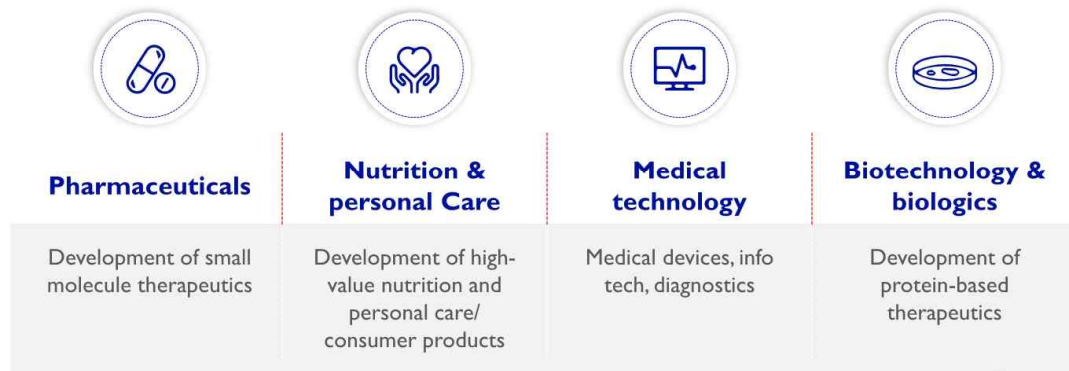 Pharmaceuticals
Development of small
molecule therapeutics
Nutrition &
personal Care
Development of high-
value nutrition and
personal care/
consumer products
Medical
technology
Medical devices, info
tech, diagnostics
Biotechnology &
biologics
Development of
protein-based
therapeutics